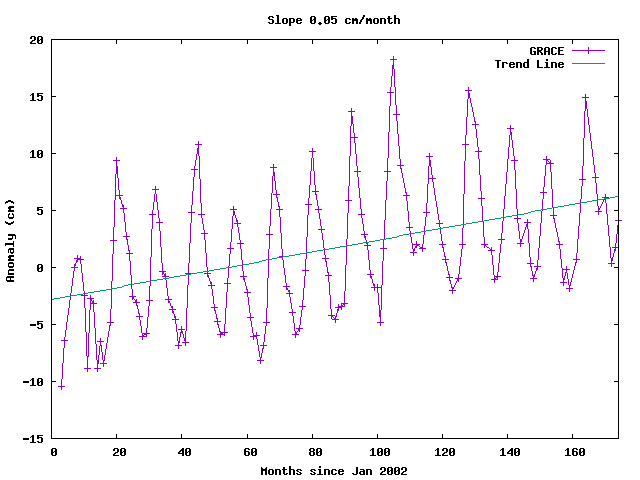 Slope 0.05 cm/month
GRACE
Trend Line
Anomaly (cm)
20
15
10
5
0
-5
-10
-15
0 20 40 60 80 100 120 140 160
Months since Jan 2002